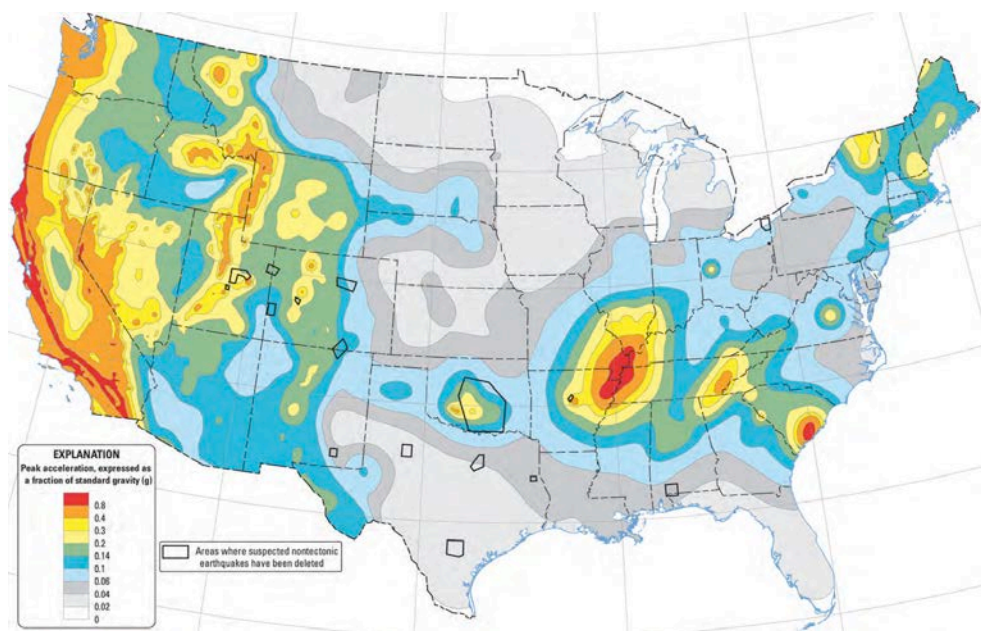 EXPLANATION
Peak acceleration, expressed as
a fraction of standard gravity (g)
0.8
0.4
0.3
0.2
0.14
0.1
0.06
0.04
0.02
0
Areas where suspected nontectonic
earthquakes have been deleted